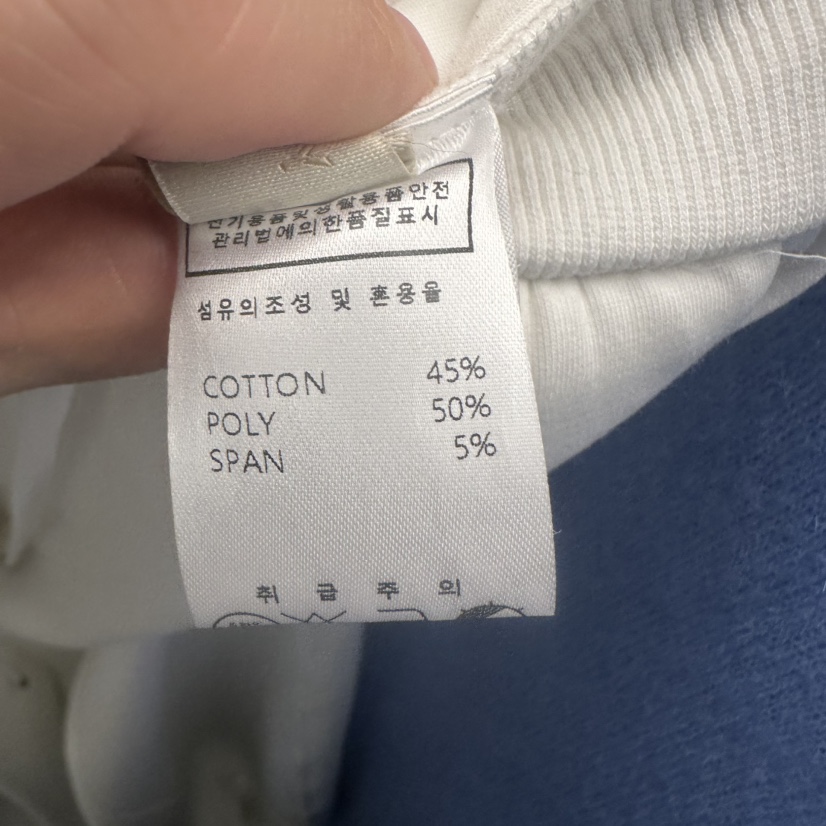 전기용품및생활용품안전
관리법에의한품질표시
섬유의조성 및 혼용율
COTTON 45%
POLY 50%
SPAN 5%
취 급 주 의